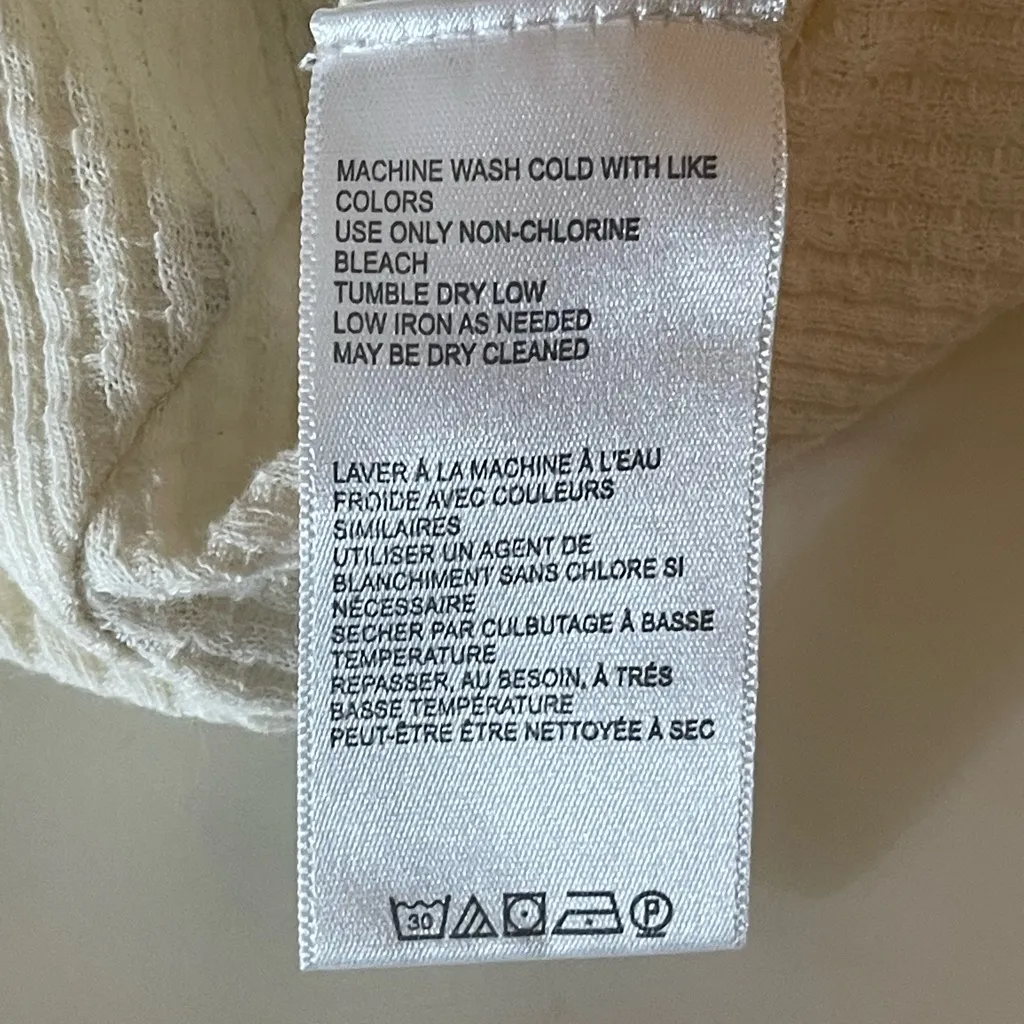 MACHINE WASH COLD WITH LIKE
COLORS
USE ONLY NON-CHLORINE
BLEACH
TUMBLE DRY LOW
LOW IRON AS NEEDED
MAY BE DRY CLEANED
LAVER À LA MACHINE À L'EAU
FROIDE AVEC COULEURS
SIMILAIRES
UTILISER UN AGENT DE
BLANCHIMENT SANS CHLORE SI
NÉCESSAIRE
SECHER PAR CULBUTAGE À BASSE
TEMPERATURE
REPASSER, AU BESOIN, À TRÉS
BASSE TEMPÉRATURE
PEUT-ÊTRE ÊTRE NETTOYÉE À SEC
30 P